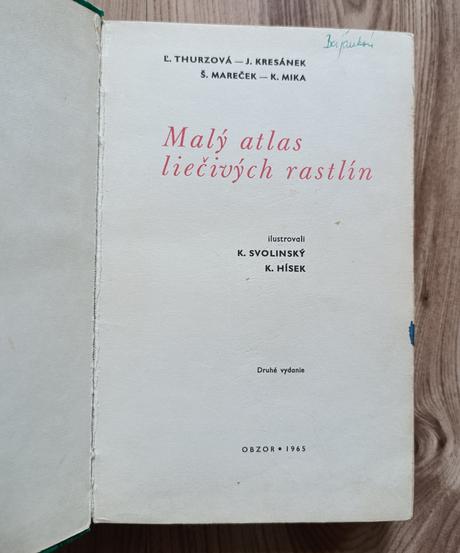 Ľ. THURZOVÁ — J. KRESÁNEK
Š. MAREČEK — K. MIKA
Malý atlas
liečivých rastlín
ilustrovali
K. SVOLINSKÝ
K. HÍSEK
Druhé vydanie
OBZOR • 1965